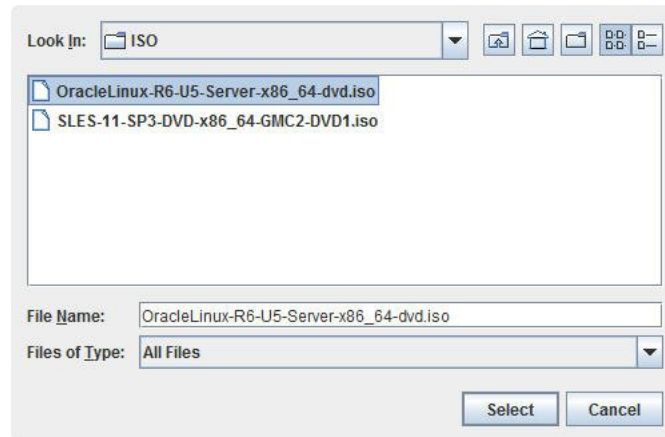 Look In: ISO
OracleLinux-R6-U5-Server-x86_64-dvd.iso
SLES-11-SP3-DVD-x86_64-GMC2-DVD1.iso
File Name: OracleLinux-R6-U5-Server-x86_64-dvd.iso
Files of Type: All Files
Select Cancel